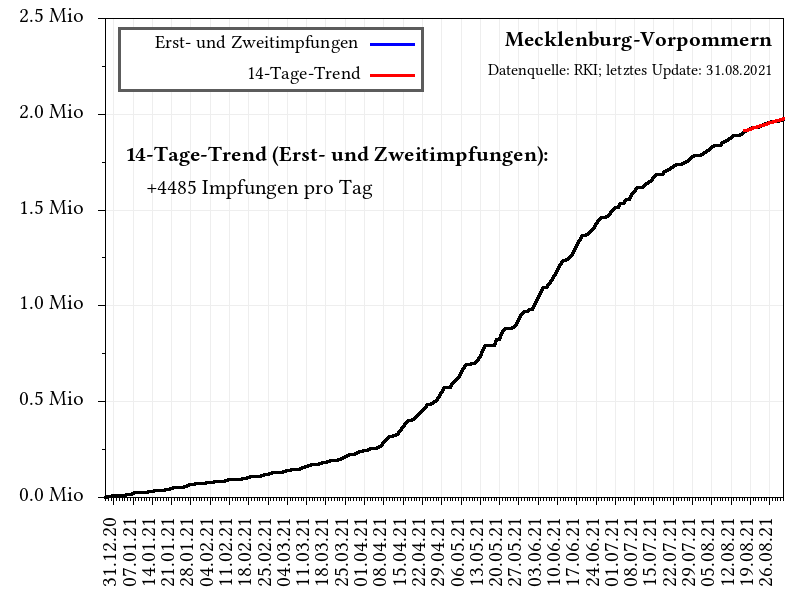 2.5 Mio
2.0 Mio
1.5 Mio
1.0 Mio
0.5 Mio
0.0 Mio
Erst- und Zweitimpfungen
14-Tage-Trend
Mecklenburg-Vorpommern
Datenquelle: RKI; letztes Update: 31.08.2021
14-Tage-Trend (Erst- und Zweitimpfungen):
+4485 Impfungen pro Tag
31.12.20
07.01.21
14.01.21
21.01.21
28.01.21
04.02.21
11.02.21
18.02.21
25.02.21
04.03.21
11.03.21
18.03.21
25.03.21
01.04.21
08.04.21
15.04.21
22.04.21
29.04.21
06.05.21
13.05.21
20.05.21
27.05.21
03.06.21
10.06.21
17.06.21
24.06.21
01.07.21
08.07.21
15.07.21
22.07.21
29.07.21
05.08.21
12.08.21
19.08.21
26.08.21